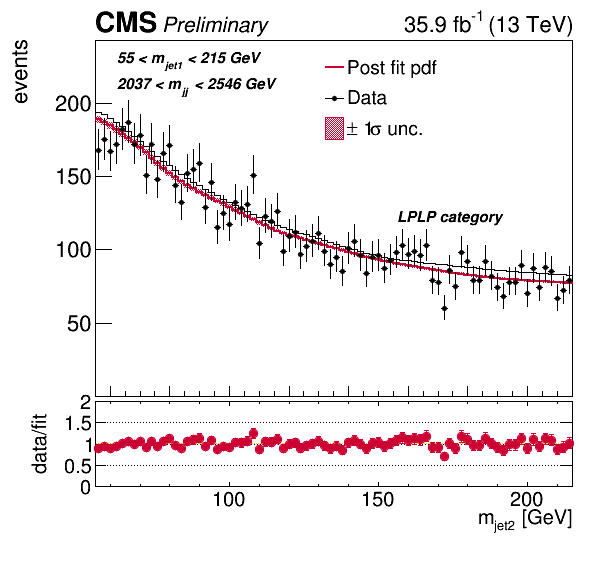 CMS Preliminary 35.9 fb-1 (13 TeV)
events
55 < mjet1 < 215 GeV
2037 < mjj < 2546 GeV
Post fit pdf
Data
± 1σ unc.
LPLP category
200
150
100
50
data/fit
2
1.5
1
0.5
0
100 150 200
mjet2 [GeV]